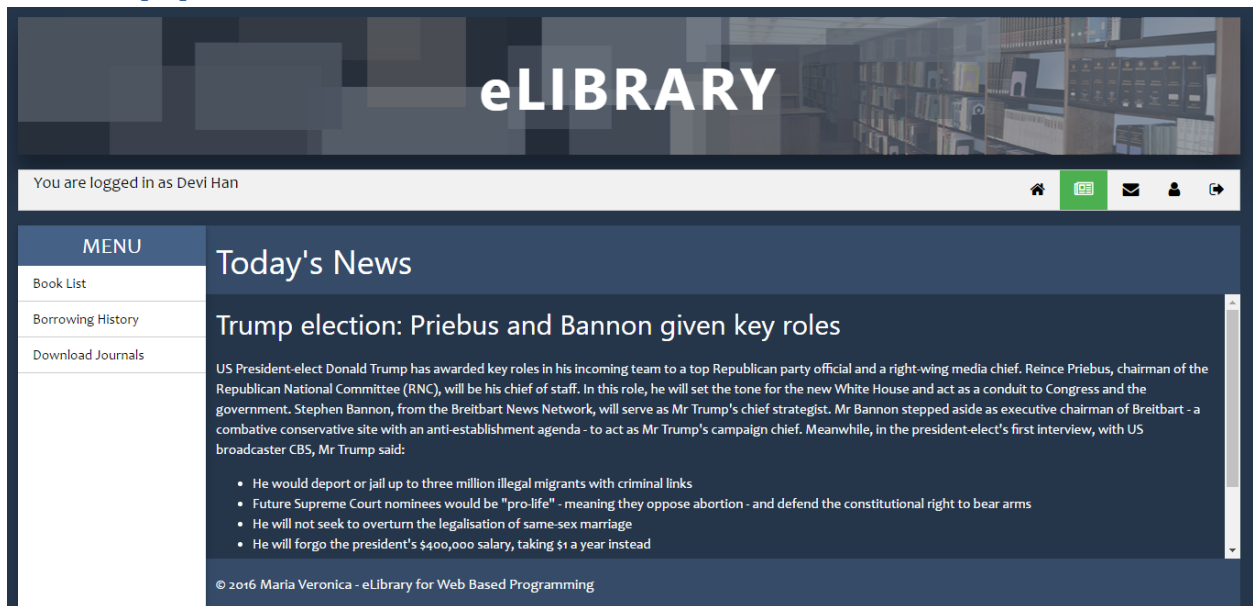 eLIBRARY
You are logged in as Devi Han
MENU
Book List
Borrowing History
Download Journals
Today's News
Trump election: Priebus and Bannon given key roles
US President-elect Donald Trump has awarded key roles in his incoming team to a top Republican party official and a right-wing media chief. Reince Priebus, chairman of the
Republican National Committee (RNC), will be his chief of staff. In this role, he will set the tone for the new White House and act as a conduit to Congress and the
government. Stephen Bannon, from the Breitbart News Network, will serve as Mr Trump's chief strategist. Mr Bannon stepped aside as executive chairman of Breitbart - a
combative conservative site with an anti-establishment agenda - to act as Mr Trump's campaign chief. Meanwhile, in the president-elect's first interview, with US
broadcaster CBS, Mr Trump said:
• He would deport or jail up to three million illegal migrants with criminal links
• Future Supreme Court nominees would be "pro-life" - meaning they oppose abortion - and defend the constitutional right to bear arms
• He will not seek to overturn the legalisation of same-sex marriage
• He will forgo the president's $400,000 salary, taking $1 a year instead
© 2016 Maria Veronica - eLibrary for Web Based Programming